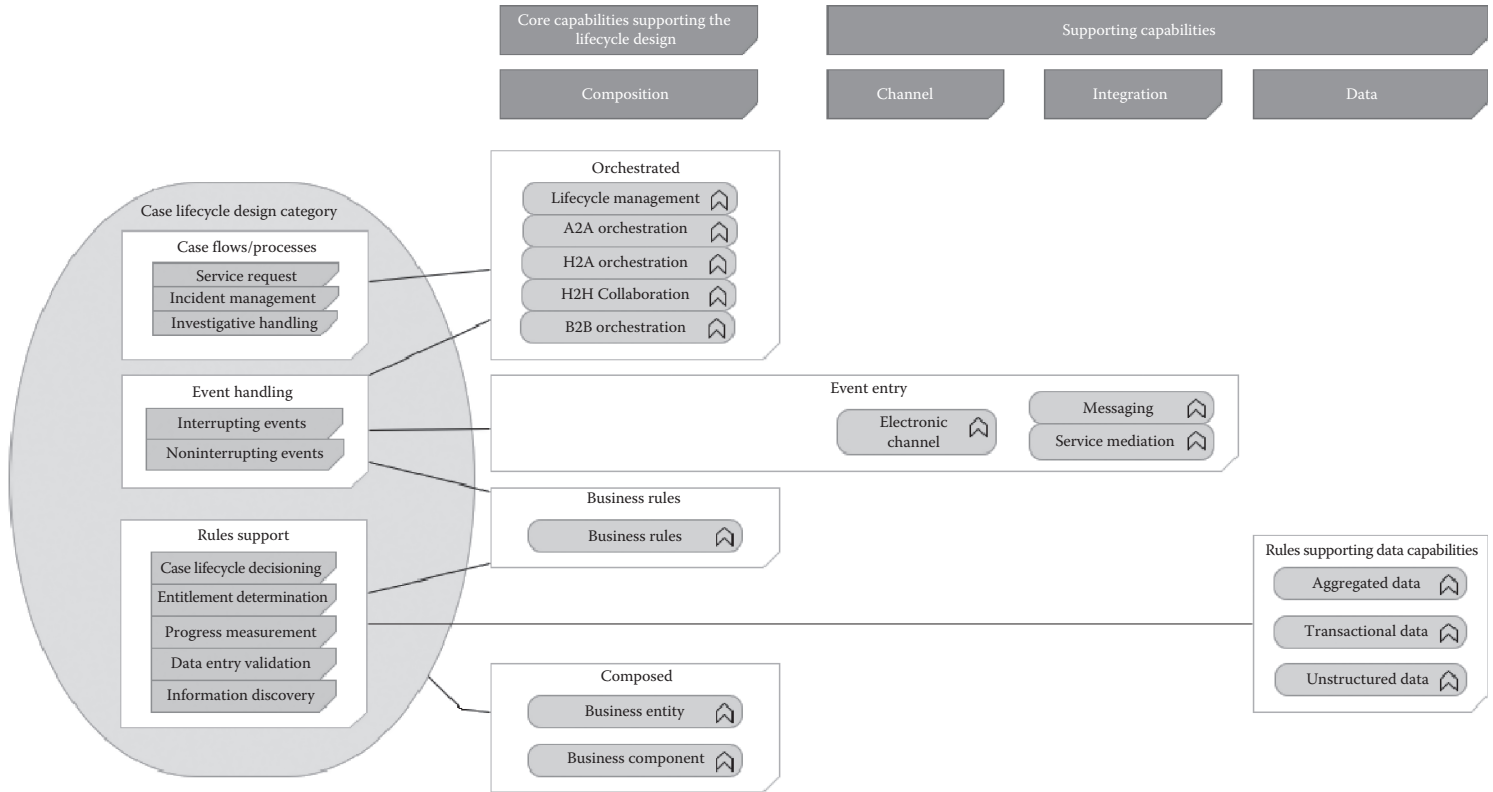 Core capabilities supporting the
lifecycle design
Supporting capabilities
Composition
Channel
Integration
Data
Case lifecycle design category
Case flows/processes
Service request
Incident management
Investigative handling
Event handling
Interrupting events
Noninterrupting events
Rules support
Case lifecycle decisioning
Entitlement determination
Progress measurement
Data entry validation
Information discovery
Orchestrated
Lifecycle management
A2A orchestration
H2A orchestration
H2H Collaboration
B2B orchestration
Event entry
Electronic
channel
Messaging
Service mediation
Business rules
Business rules
Rules supporting data capabilities
Aggregated data
Transactional data
Unstructured data
Composed
Business entity
Business component